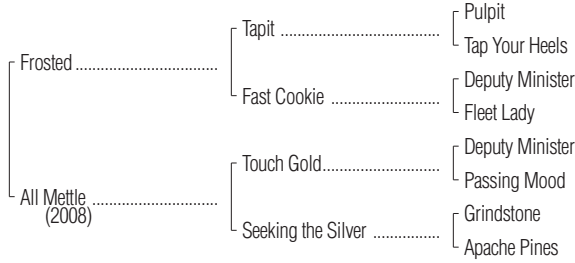 Pulpit
Tapit ................................
Tap Your Heels
Frosted ................................
Deputy Minister
Fast Cookie ........................
Fleet Lady
Deputy Minister
Touch Gold..........................
Passing Mood
All Mettle ............................
(2008)
Grindstone
Seeking the Silver ................
Apache Pines